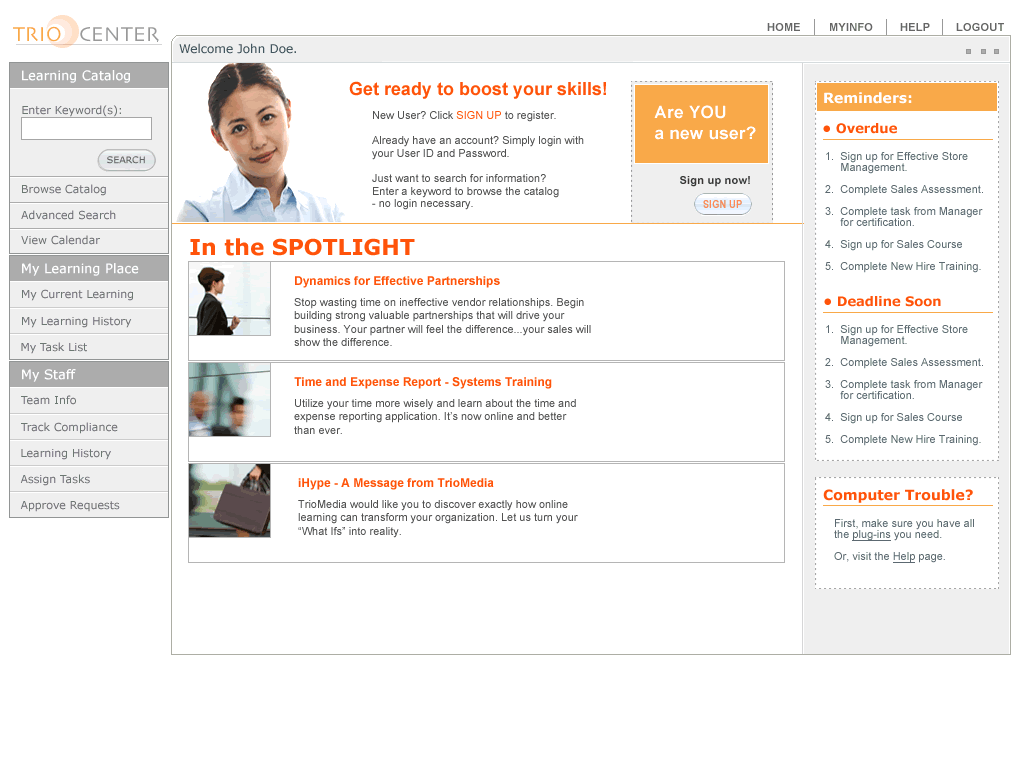 TRIO CENTER
HOME
MYINFO
HELP
LOGOUT
Welcome John Doe.
Learning Catalog
Enter Keyword(s):
SEARCH
Browse Catalog
Advanced Search
View Calendar
My Learning Place
My Current Learning
My Learning History
My Task List
My Staff
Team Info
Track Compliance
Learning History
Assign Tasks
Approve Requests
Get ready to boost your skills!
New User? Click SIGN UP to register.
Already have an account? Simply login with
your User ID and Password.
Just want to search for information?
Enter a keyword to browse the catalog
- no login necessary.
Are YOU
a new user?
Sign up now!
SIGN UP
In the SPOTLIGHT
Dynamics for Effective Partnerships
Stop wasting time on ineffective vendor relationships. Begin
building strong valuable partnerships that will drive your
business. Your partner will feel the difference...your sales will
show the difference.
Time and Expense Report - Systems Training
Utilize your time more wisely and learn about the time and
expense reporting application. It's now online and better
than ever.
iHype - A Message from TrioMedia
TrioMedia would like you to discover exactly how online
learning can transform your organization. Let us turn your
“What Ifs” into reality.
Reminders:
• Overdue
1. Sign up for Effective Store
Management.
2. Complete Sales Assessment.
3. Complete task from Manager
for certification.
4. Sign up for Sales Course
5. Complete New Hire Training.
• Deadline Soon
1. Sign up for Effective Store
Management.
2. Complete Sales Assessment.
3. Complete task from Manager
for certification.
4. Sign up for Sales Course
5. Complete New Hire Training.
Computer Trouble?
First, make sure you have all
the plug-ins you need.
Or, visit the Help page.